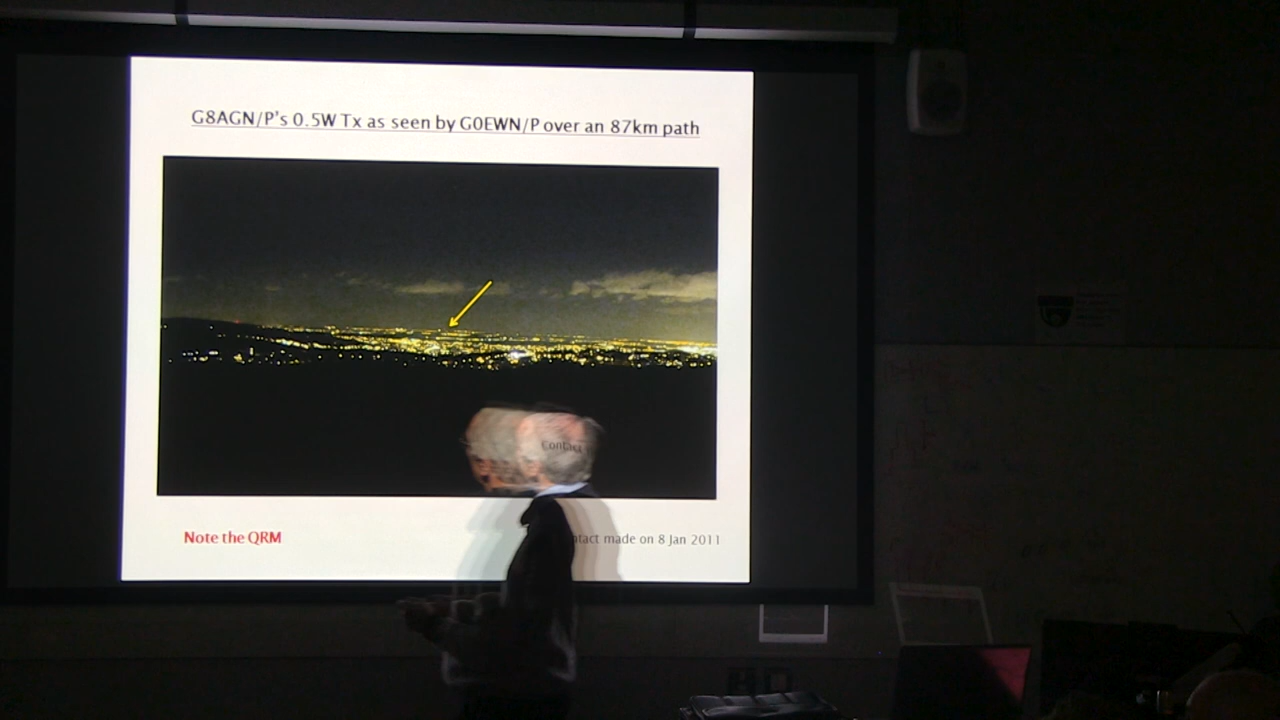 G8AGN/P's 0.5W Tx as seen by G0EWN/P over an 87km path
Contact
Note the QRM
ntact made on 8 Jan 2011